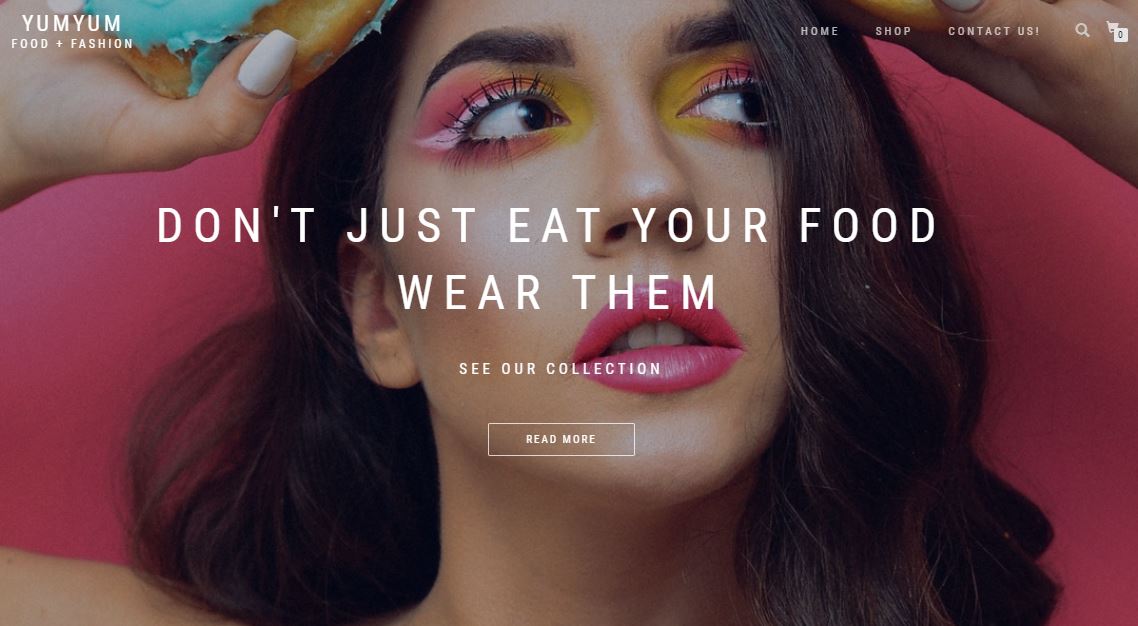 YUMYUM
FOOD + FASHION
HOME SHOP CONTACT US! 0
DON'T JUST EAT YOUR FOOD
WEAR THEM
SEE OUR COLLECTION
READ MORE